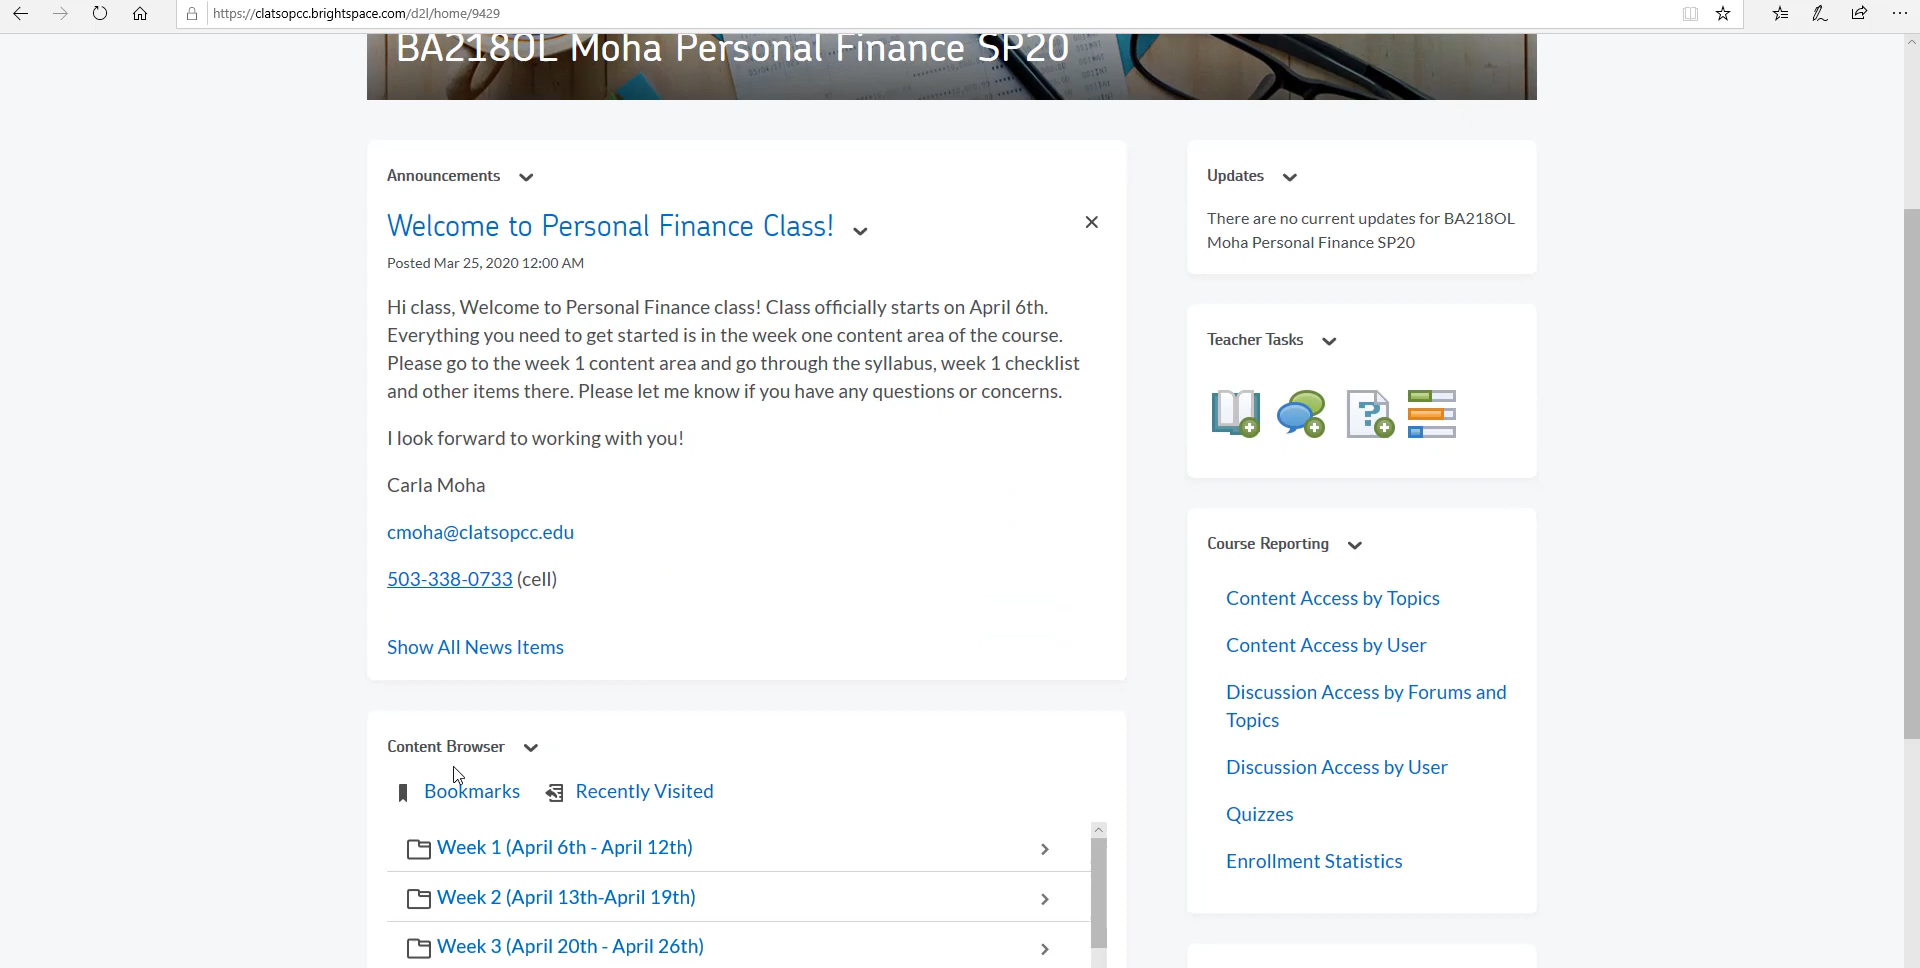 https://clatsopcc.brightspace.com/d2l/home/9429
BA218OL Moha Personal Finance SP20
Announcements
Welcome to Personal Finance Class!
Posted Mar 25, 2020 12:00 AM
Hi class, Welcome to Personal Finance class! Class officially starts on April 6th.
Everything you need to get started is in the week one content area of the course.
Please go to the week 1 content area and go through the syllabus, week 1 checklist
and other items there. Please let me know if you have any questions or concerns.
I look forward to working with you!
Carla Moha
cmoha@clatsopcc.edu
503-338-0733 (cell)
Show All News Items
Content Browser
Bookmarks Recently Visited
Week 1 (April 6th - April 12th)
Week 2 (April 13th-April 19th)
Week 3 (April 20th - April 26th)
Updates
There are no current updates for BA218OL
Moha Personal Finance SP20
Teacher Tasks
Course Reporting
Content Access by Topics
Content Access by User
Discussion Access by Forums and
Topics
Discussion Access by User
Quizzes
Enrollment Statistics